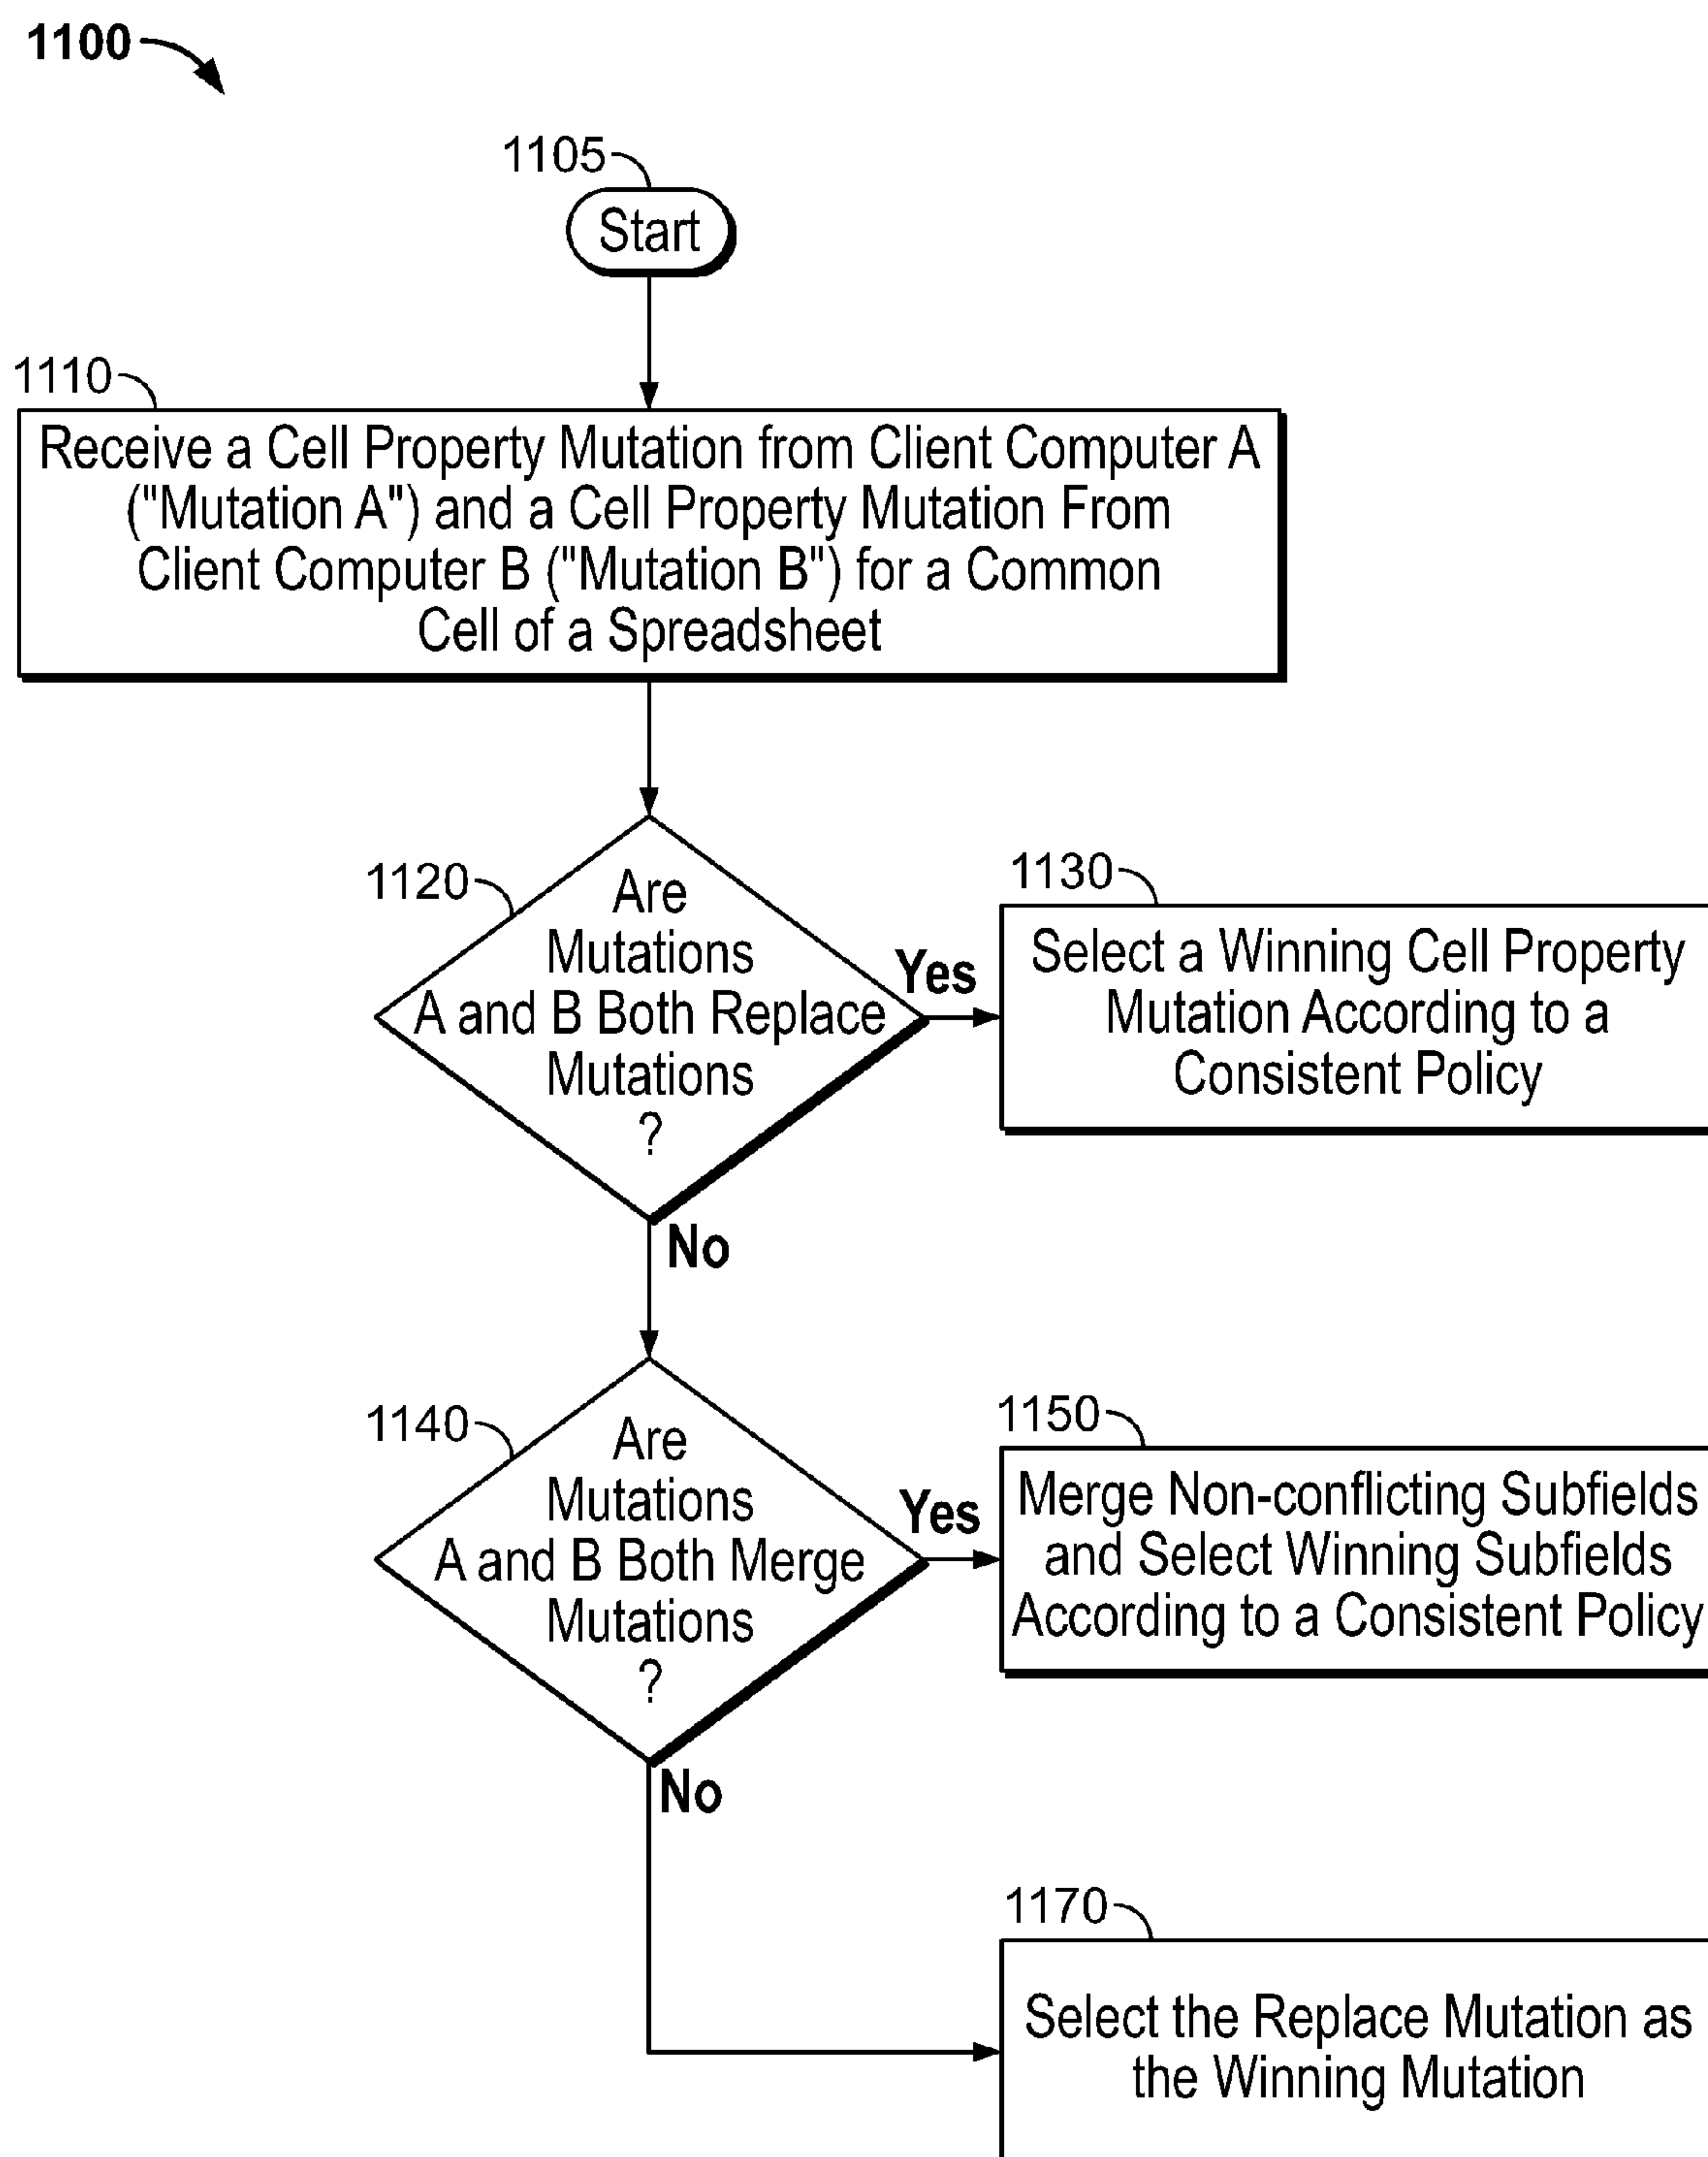 1100
1105
Start
1110
Receive a Cell Property Mutation from Client Computer A
("Mutation A") and a Cell Property Mutation From
Client Computer B ("Mutation B") for a Common
Cell of a Spreadsheet
1120
Are
Mutations
A and B Both Replace
Mutations
?
Yes
No
1130
Select a Winning Cell Property
Mutation According to a
Consistent Policy
1140
Are
Mutations
A and B Both Merge
Mutations
?
Yes
No
1150
Merge Non-conflicting Subfields
and Select Winning Subfields
According to a Consistent Policy
1170
Select the Replace Mutation as
the Winning Mutation